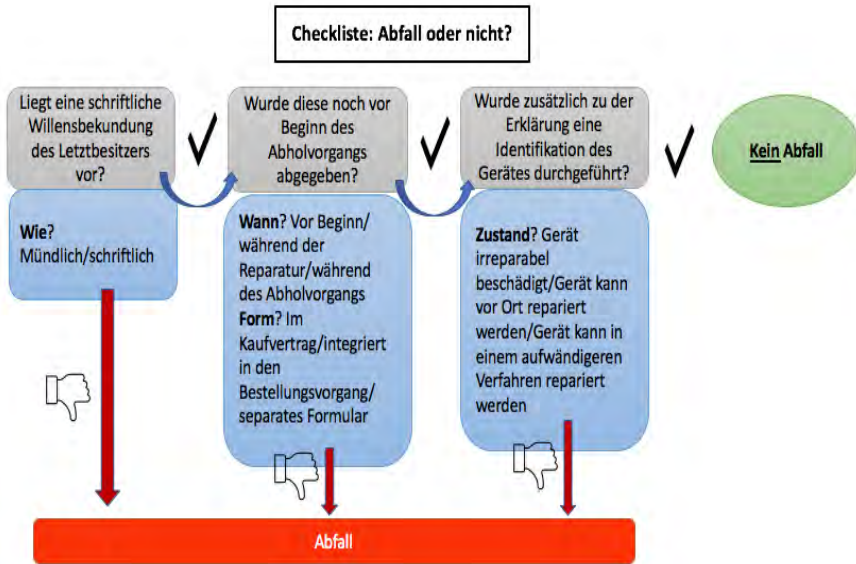 Checkliste: Abfall oder nicht?
Liegt eine schriftliche
Willensbekundung
des Letztbesitzers
vor?
Wie?
Mündlich/schriftlich
Wurde diese noch vor
Beginn des
Abholvorgangs
abgegeben?
Wann? Vor Beginn/
während der
Reparatur/während
des Abholvorgangs
Form? Im
Kaufvertrag/integriert
in den
Bestellungsvorgang/
separates Formular
Wurde zusätzlich zu der
Erklärung eine
Identifikation des
Gerätes durchgeführt?
Zustand? Gerät
irreparabel
beschädigt/Gerät kann
vor Ort repariert
werden/Gerät kann in
einem aufwändigeren
Verfahren repariert
werden
Kein Abfall
Abfall